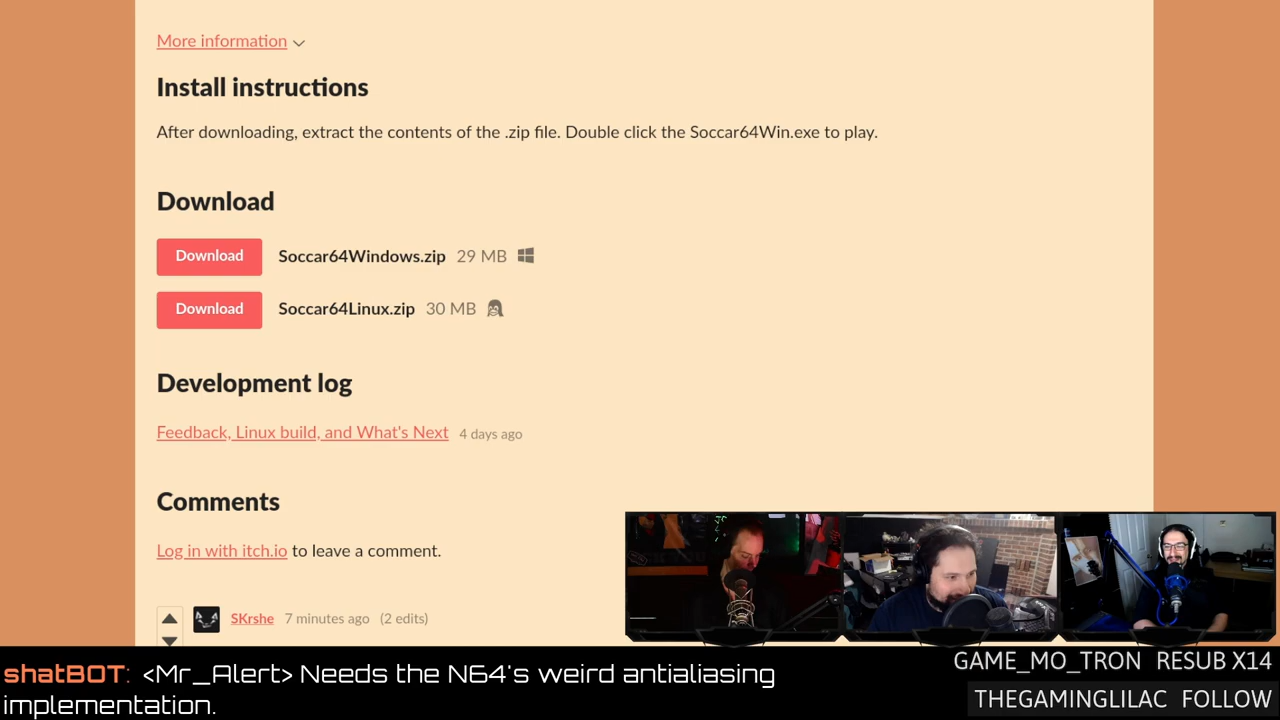 More information
Install instructions
After downloading, extract the contents of the .zip file. Double click the Soccar64Win.exe to play.
Download
Download Soccar64Windows.zip 29 MB
Download Soccar64Linux.zip 30 MB
Development log
Feedback, Linux build, and What's Next 4 days ago
Comments
Log in with itch.io to leave a comment.
SKrshe 7 minutes ago (2 edits)
shatBOT: <Mr_Alert> Needs the N64's weird antialiasing
implementation.
GAME_MO_TRON RESUB X14
THEGAMINGLILAC FOLLOW